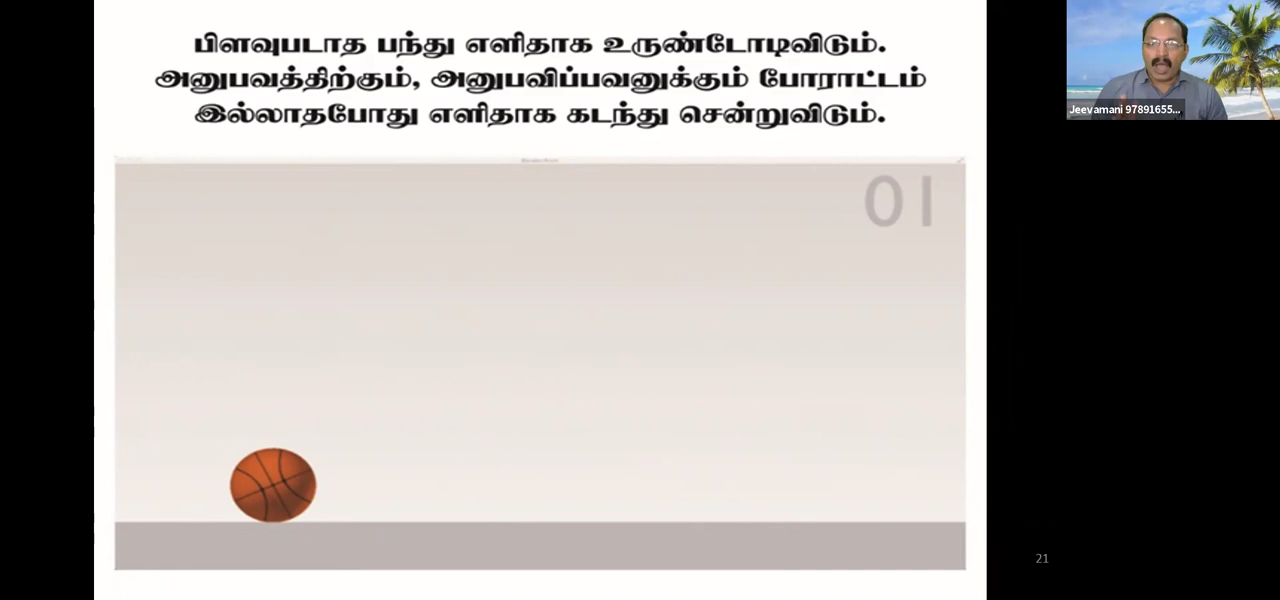 பிளவுபடாத பந்து எளிதாக உருண்டோடிவிடும்.
அனுபவத்திற்கும், அனுபவிப்பவனுக்கும் போராட்டம்
இல்லாதபோது எளிதாக கடந்து சென்றுவிடும்.
01
Jeevamani 97891655...
21